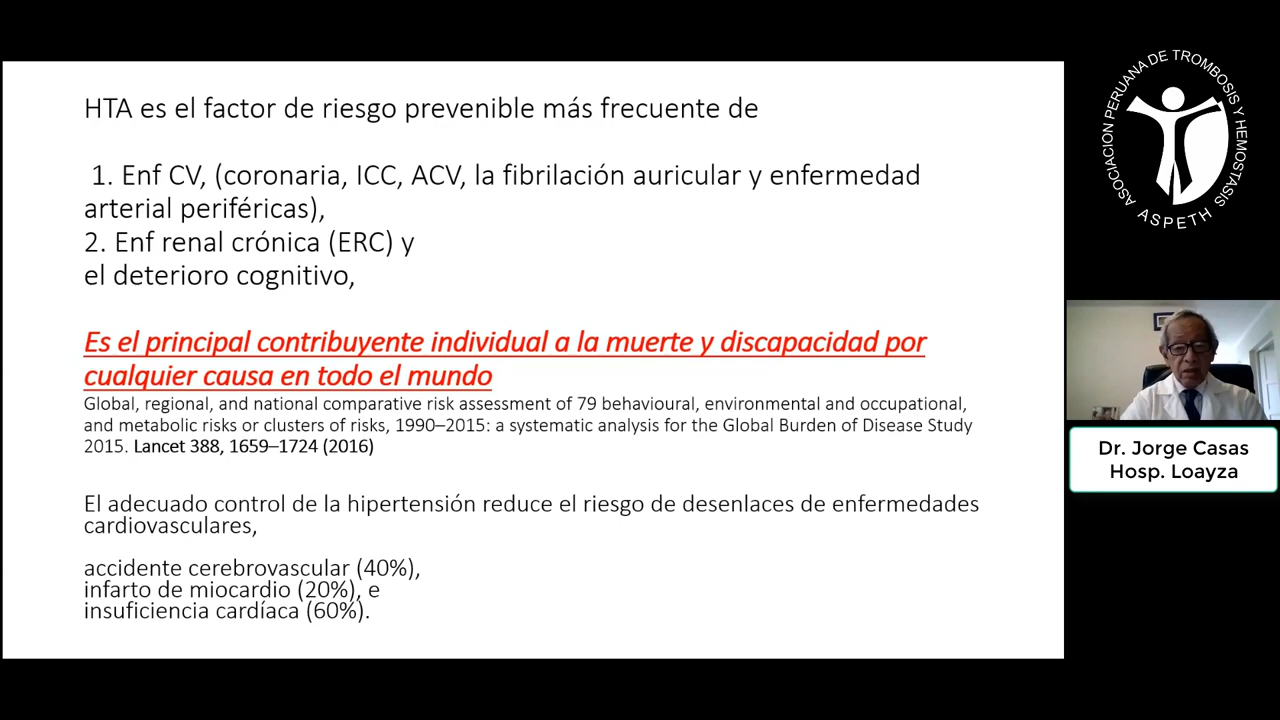 HTA es el factor de riesgo prevenible más frecuente de
1. Enf CV, (coronaria, ICC, ACV, la fibrilación auricular y enfermedad
arterial periféricas),
2. Enf renal crónica (ERC) y
el deterioro cognitivo,
Es el principal contribuyente individual a la muerte y discapacidad por
cualquier causa en todo el mundo
Global, regional, and national comparative risk assessment of 79 behavioural, environmental and occupational,
and metabolic risks or clusters of risks, 1990–2015: a systematic analysis for the Global Burden of Disease Study
2015. Lancet 388, 1659–1724 (2016)
El adecuado control de la hipertensión reduce el riesgo de desenlaces de enfermedades
cardiovasculares,
accidente cerebrovascular (40%),
infarto de miocardio (20%), e
insuficiencia cardíaca (60%).
ASOCIACION PERUANA DE TROMBOSIS Y HEMOSTASIS
ASPETH
Dr. Jorge Casas
Hosp. Loayza